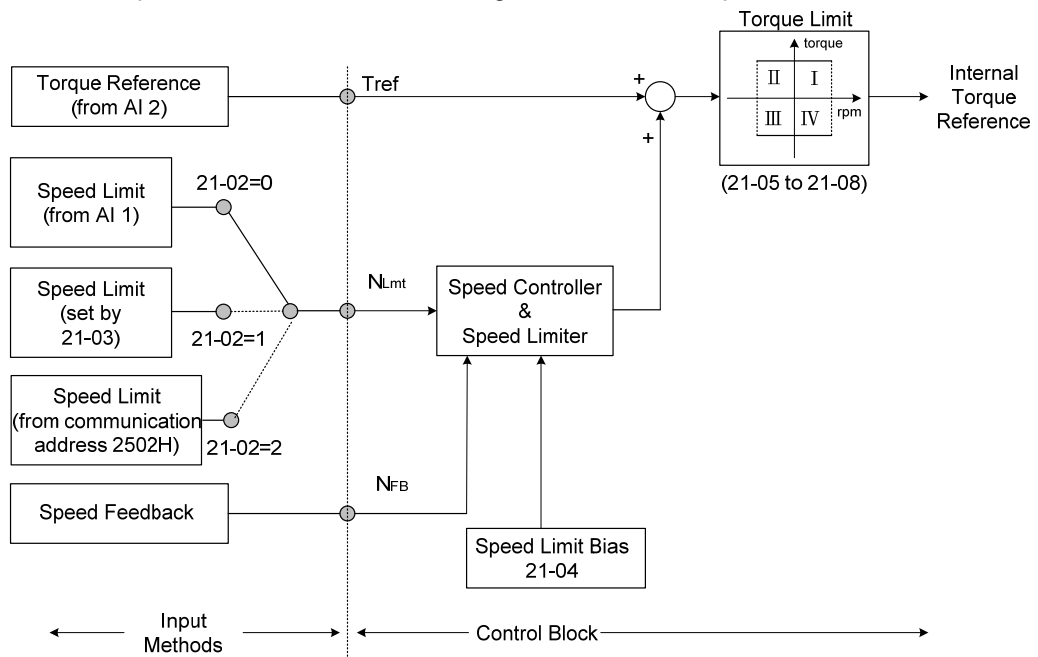 Torque Limit
torque
II I
III IV
rpm
(21-05 to 21-08)
Torque Reference
(from AI 2)
Tref
+
+
Internal
Torque
Reference
Speed Limit
(from AI 1)
21-02=0
Speed Limit
(set by
21-03)
21-02=1
Speed Limit
(from communication
address 2502H)
21-02=2
NLmt
Speed Controller
&
Speed Limiter
Speed Feedback
NFB
Speed Limit Bias
21-04
Input
Methods
Control Block